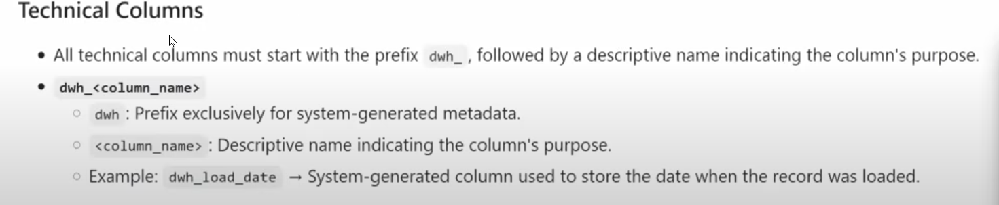 Technical Columns
• All technical columns must start with the prefix dwh_ , followed by a descriptive name indicating the column's purpose.
• dwh_<column_name>
○ dwh : Prefix exclusively for system-generated metadata.
○ <column_name> : Descriptive name indicating the column's purpose.
○ Example: dwh_load_date → System-generated column used to store the date when the record was loaded.